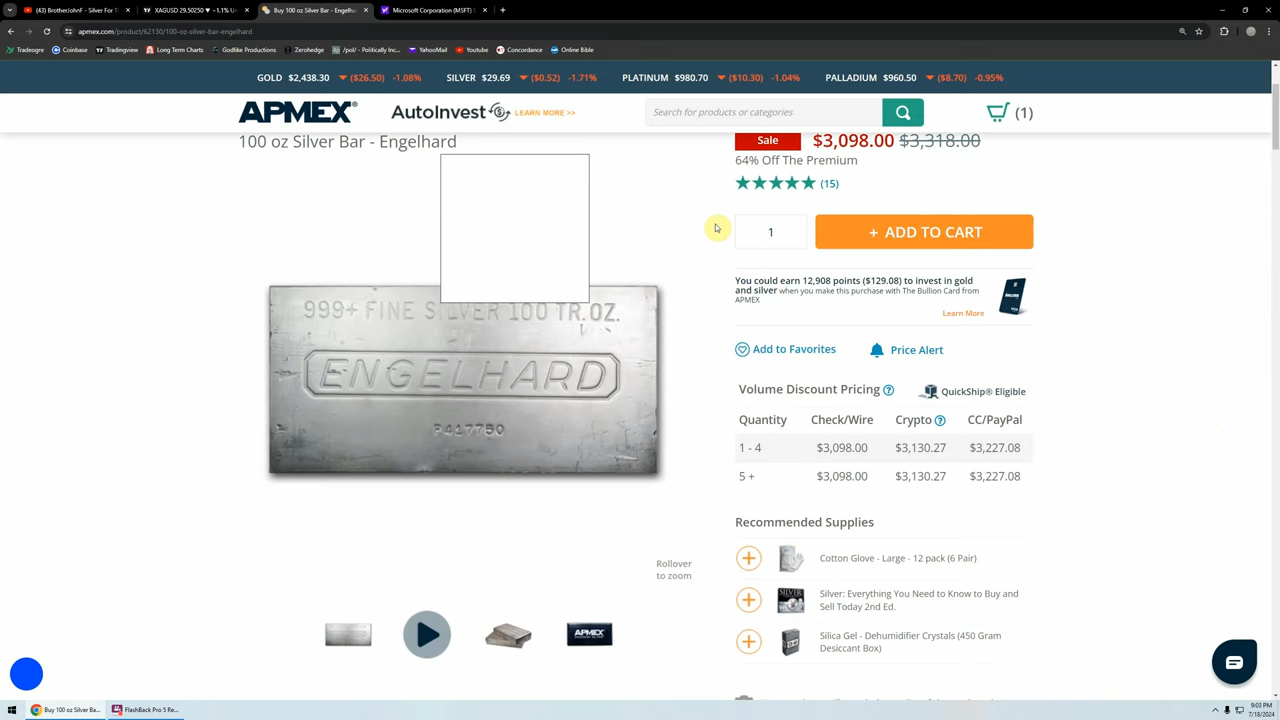 (43) BrotherJohnF - Silver For Th
XAGUSD 29.50250 ▼ −1.1% Un
Buy 100 oz Silver Bar - Engelha
Microsoft Corporation (MSFT) S
apmex.com/product/62130/100-oz-silver-bar-engelhard
Tradeogre
Coinbase
Tradingview
Long Term Charts
Godlike Productions
Zerohedge
/pol/ - Politically Inc...
YahooMail
Youtube
Concordance
Online Bible
GOLD $2,438.30 ▼ ($26.50) -1.08%
SILVER $29.69 ▼ ($0.52) -1.71%
PLATINUM $980.70 ▼ ($10.30) -1.04%
PALLADIUM $960.50 ▼ ($8.70) -0.95%
APMEX
AutoInvest LEARN MORE >>
Search for products or categories
(1)
100 oz Silver Bar - Engelhard
Sale $3,098.00 $3,318.00
64% Off The Premium
(15)
1
+ ADD TO CART
You could earn 12,908 points ($129.08) to invest in gold
and silver when you make this purchase with The Bullion Card from
APMEX
Learn More
Add to Favorites
Price Alert
999+ FINE SILVER 100 TR.OZ.
ENGELHARD
P417750
Volume Discount Pricing
QuickShip® Eligible
Quantity Check/Wire Crypto CC/PayPal
1 - 4 $3,098.00 $3,130.27 $3,227.08
5 + $3,098.00 $3,130.27 $3,227.08
Recommended Supplies
Cotton Glove - Large - 12 pack (6 Pair)
Silver: Everything You Need to Know to Buy and
Sell Today 2nd Ed.
Silica Gel - Dehumidifier Crystals (450 Gram
Desiccant Box)
Rollover
to zoom
APMEX
Buy 100 oz Silver Ba...
FlashBack Pro 5 Re...
9:03 PM
7/18/2024